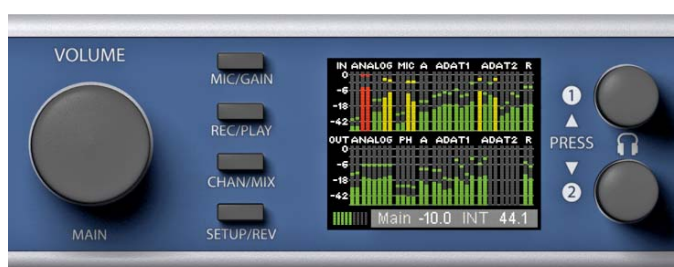 VOLUME
MAIN
MIC/GAIN
REC/PLAY
CHAN/MIX
SETUP/REV
IN ANALOG MIC A ADAT1 ADAT2 R
0
-6
-18
-42
OUT ANALOG PH A ADAT1 ADAT2 R
0
-6
-18
-42
Main -10.0 INT 44.1
1
PRESS
2